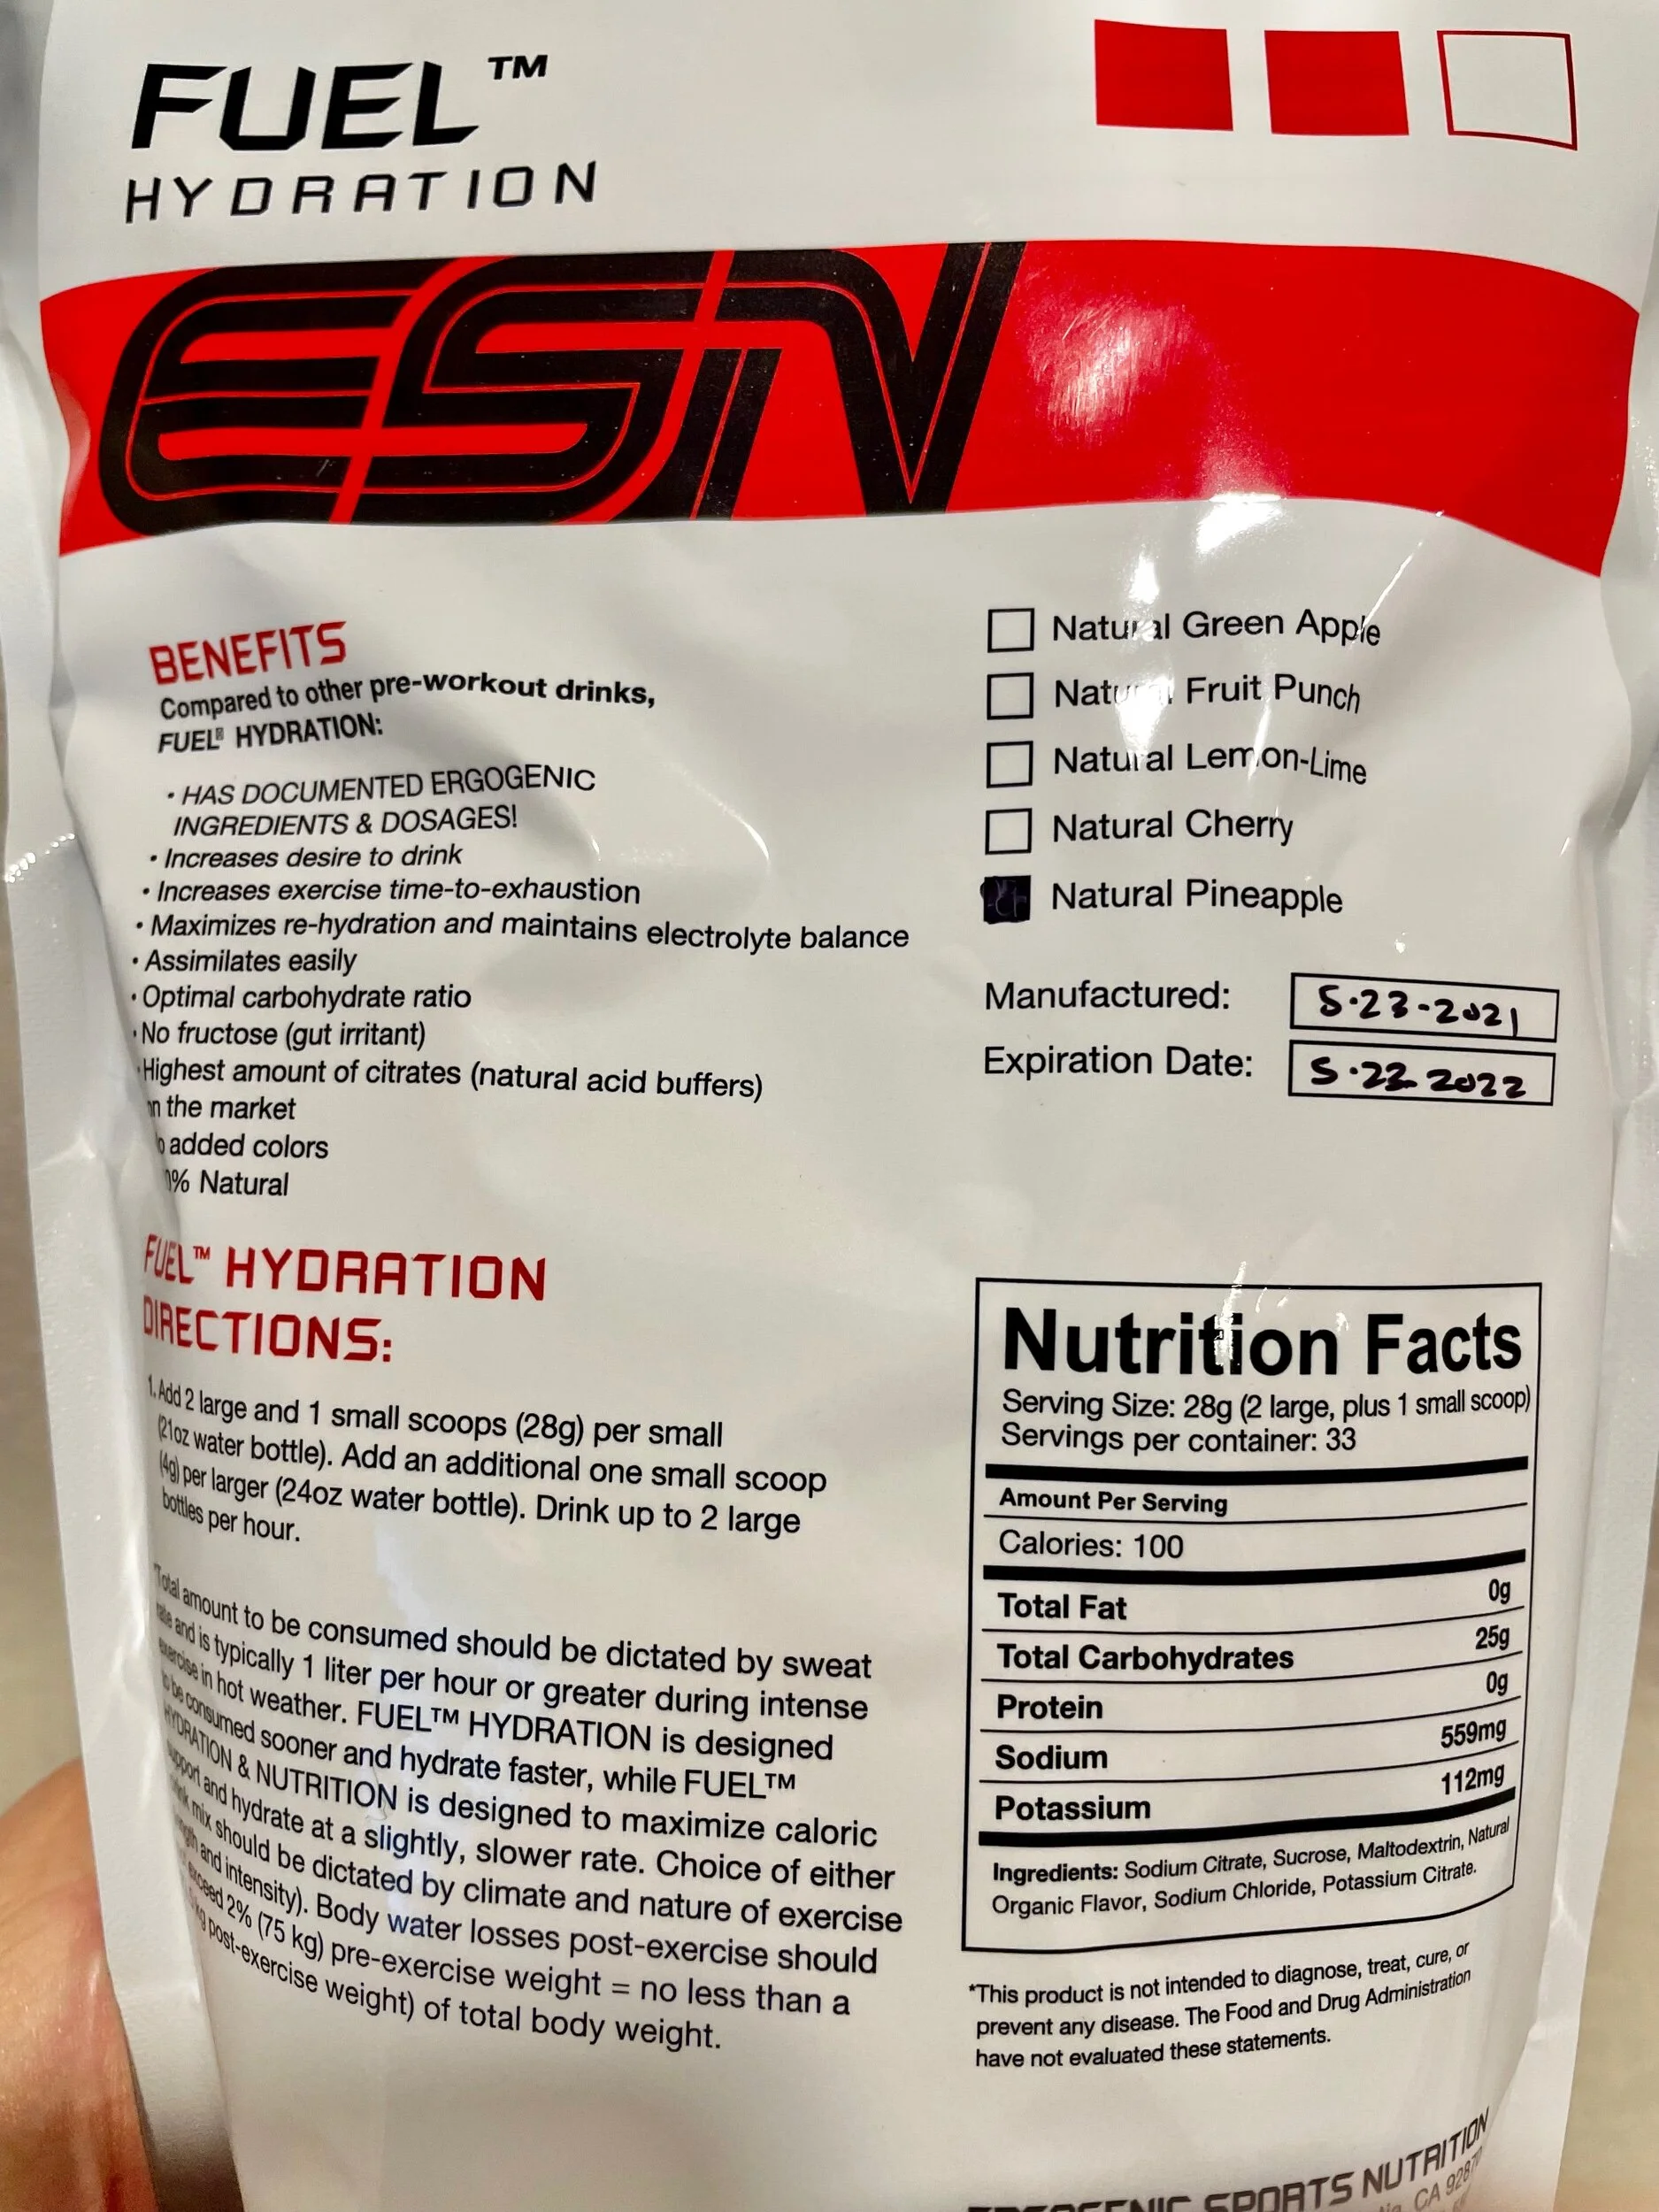 FUEL™
HYDRATION
ESN
BENEFITS
Compared to other pre-workout drinks,
FUEL® HYDRATION:
• HAS DOCUMENTED ERGOGENIC
INGREDIENTS & DOSAGES!
• Increases desire to drink
• Increases exercise time-to-exhaustion
• Maximizes re-hydration and maintains electrolyte balance
• Assimilates easily
• Optimal carbohydrate ratio
• No fructose (gut irritant)
• Highest amount of citrates (natural acid buffers)
on the market
added colors
% Natural
FUEL™ HYDRATION
DIRECTIONS:
1. Add 2 large and 1 small scoops (28g) per small
(21oz water bottle). Add an additional one small scoop
(4g) per larger (24oz water bottle). Drink up to 2 large
bottles per hour.
*Total amount to be consumed should be dictated by sweat
rate and is typically 1 liter per hour or greater during intense
exercise in hot weather. FUEL™ HYDRATION is designed
to be consumed sooner and hydrate faster, while FUEL™
HYDRATION & NUTRITION is designed to maximize caloric
support and hydrate at a slightly, slower rate. Choice of either
drink mix should be dictated by climate and nature of exercise
and intensity). Body water losses post-exercise should
exceed 2% (75 kg) pre-exercise weight = no less than a
kg post-exercise weight) of total body weight.
Natural Green Apple
Natural Fruit Punch
Natural Lemon-Lime
Natural Cherry
Natural Pineapple
Manufactured: 5·23-2021
Expiration Date: 5·22 2022
Nutrition Facts
Serving Size: 28g (2 large, plus 1 small scoop)
Servings per container: 33
Amount Per Serving
Calories: 100
Total Fat 0g
Total Carbohydrates 25g
Protein 0g
Sodium 559mg
Potassium 112mg
Ingredients: Sodium Citrate, Sucrose, Maltodextrin, Natural
Organic Flavor, Sodium Chloride, Potassium Citrate.
*This product is not intended to diagnose, treat, cure, or
prevent any disease. The Food and Drug Administration
have not evaluated these statements.
SPORTS NUTRITION
CA